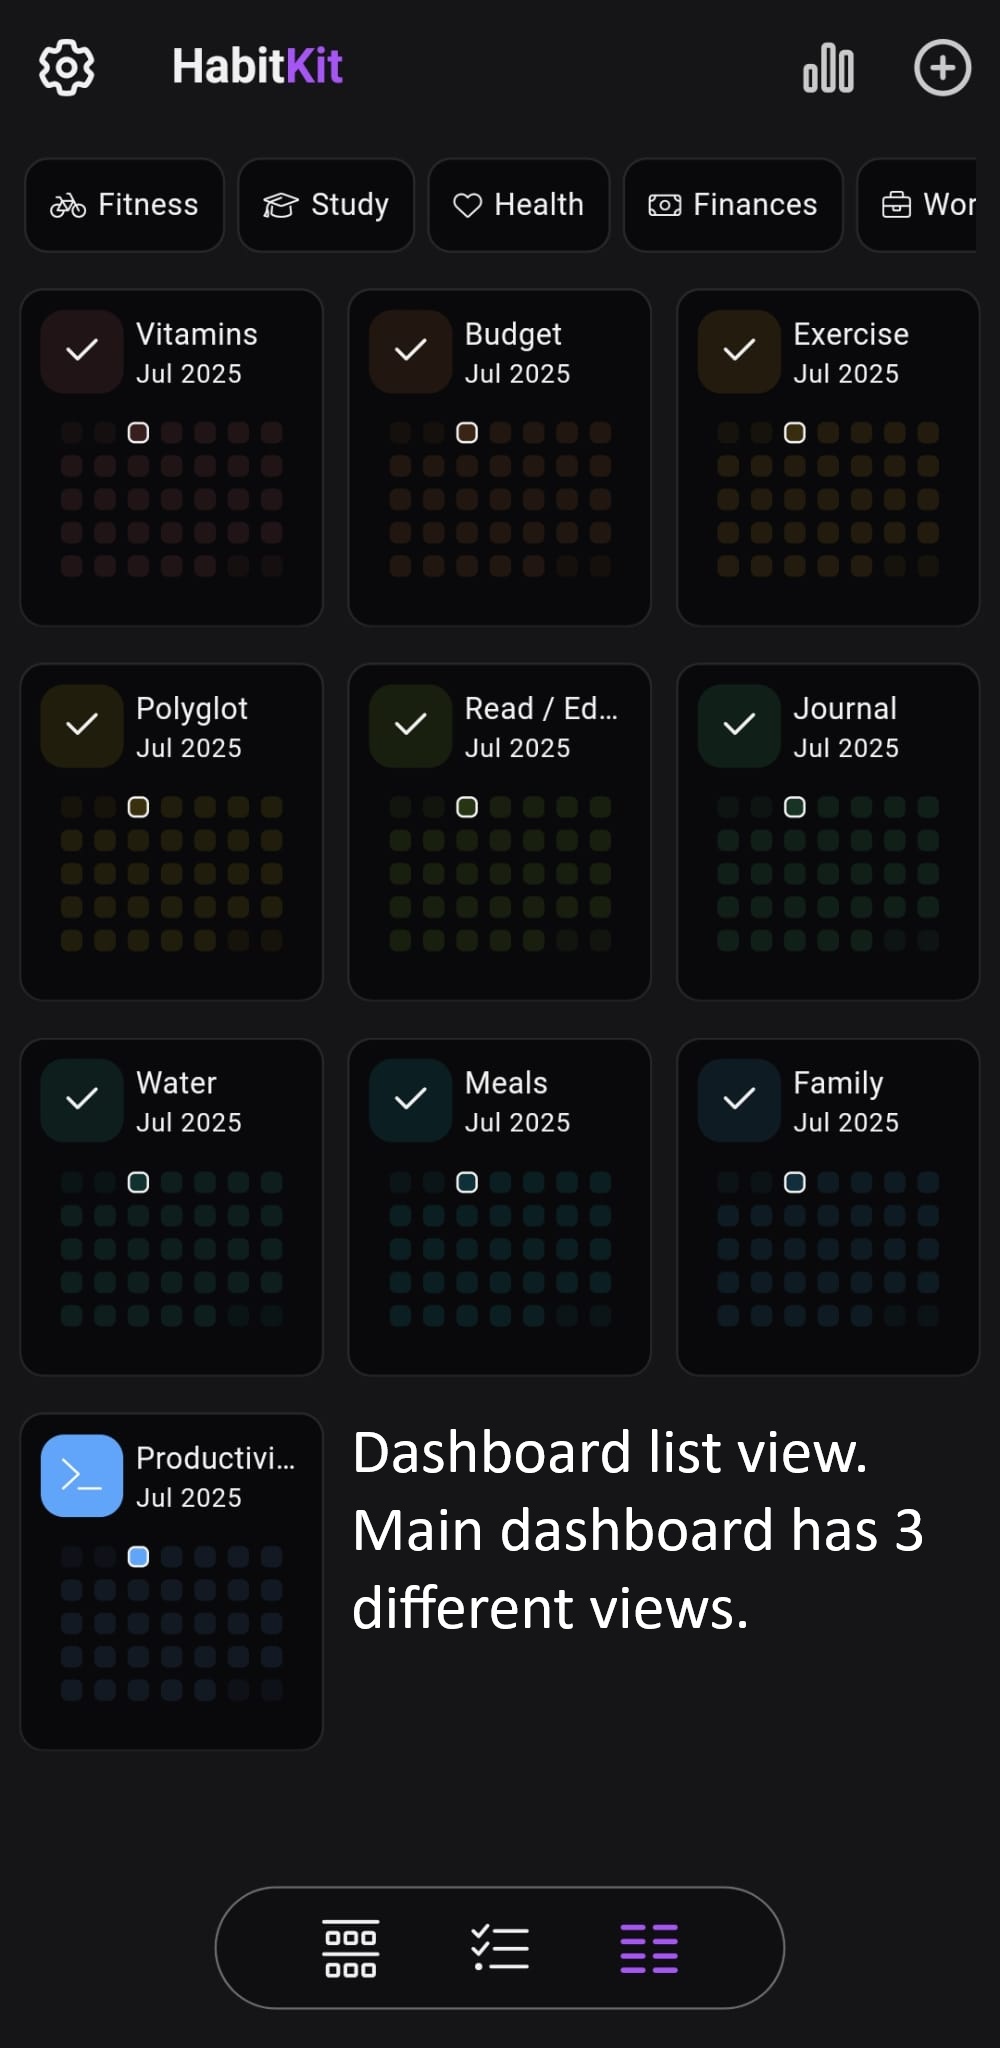 HabitKit
Fitness
Study
Health
Finances
Wor
Vitamins
Jul 2025
Budget
Jul 2025
Exercise
Jul 2025
Polyglot
Jul 2025
Read / Ed...
Jul 2025
Journal
Jul 2025
Water
Jul 2025
Meals
Jul 2025
Family
Jul 2025
Productivi...
Jul 2025
Dashboard list view.
Main dashboard has 3
different views.